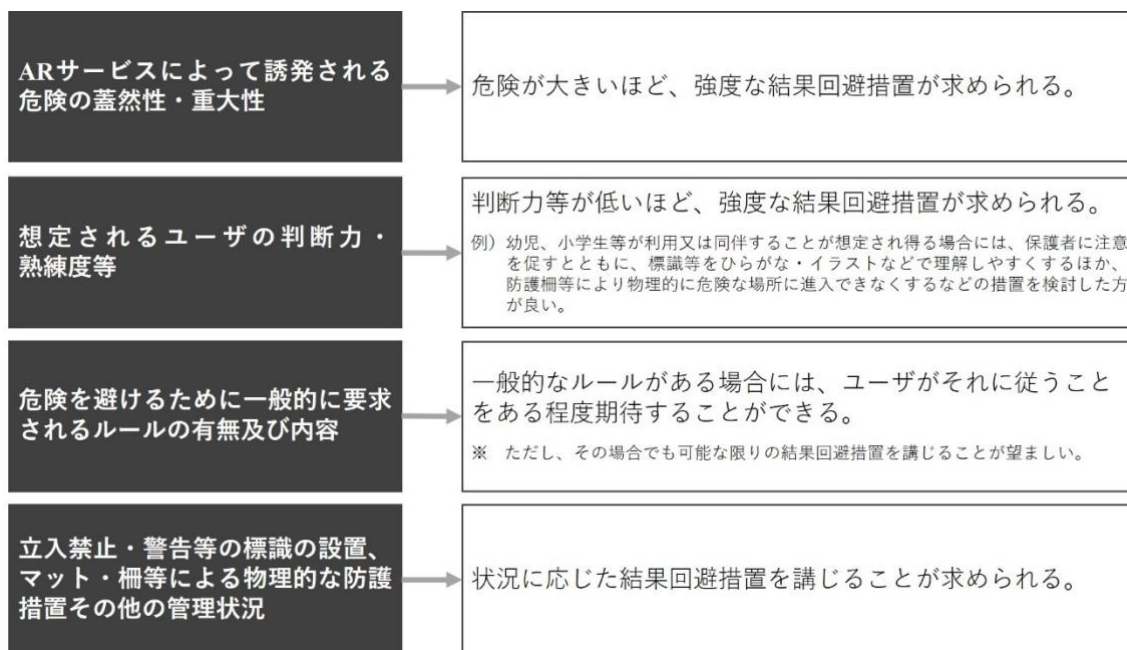 ARサービスによって誘発される
危険の蓋然性・重大性
危険が大きいほど、強度な結果回避措置が求められる。
想定されるユーザの判断力・
熟練度等
判断力等が低いほど、強度な結果回避措置が求められる。
例）幼児、小学生等が利用又は同伴することが想定され得る場合には、保護者に注意
を促すとともに、標識等をひらがな・イラストなどで理解しやすくするほか、
防護柵等により物理的に危険な場所に進入できなくするなどの措置を検討した方
が良い。
危険を避けるために一般的に要求
されるルールの有無及び内容
一般的なルールがある場合には、ユーザがそれに従うこと
をある程度期待することができる。
※　ただし、その場合でも可能な限りの結果回避措置を講じることが望ましい。
立入禁止・警告等の標識の設置、
マット・柵等による物理的な防護
措置その他の管理状況
状況に応じた結果回避措置を講じることが求められる。